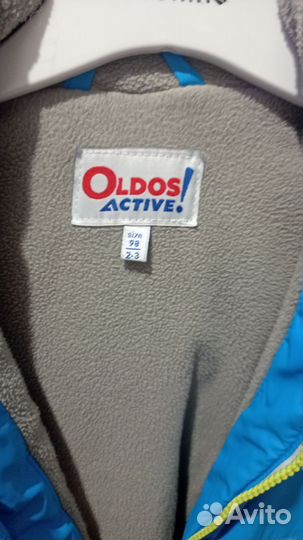 OLDOS!
ACTIVE
size
98
2-3
Avito